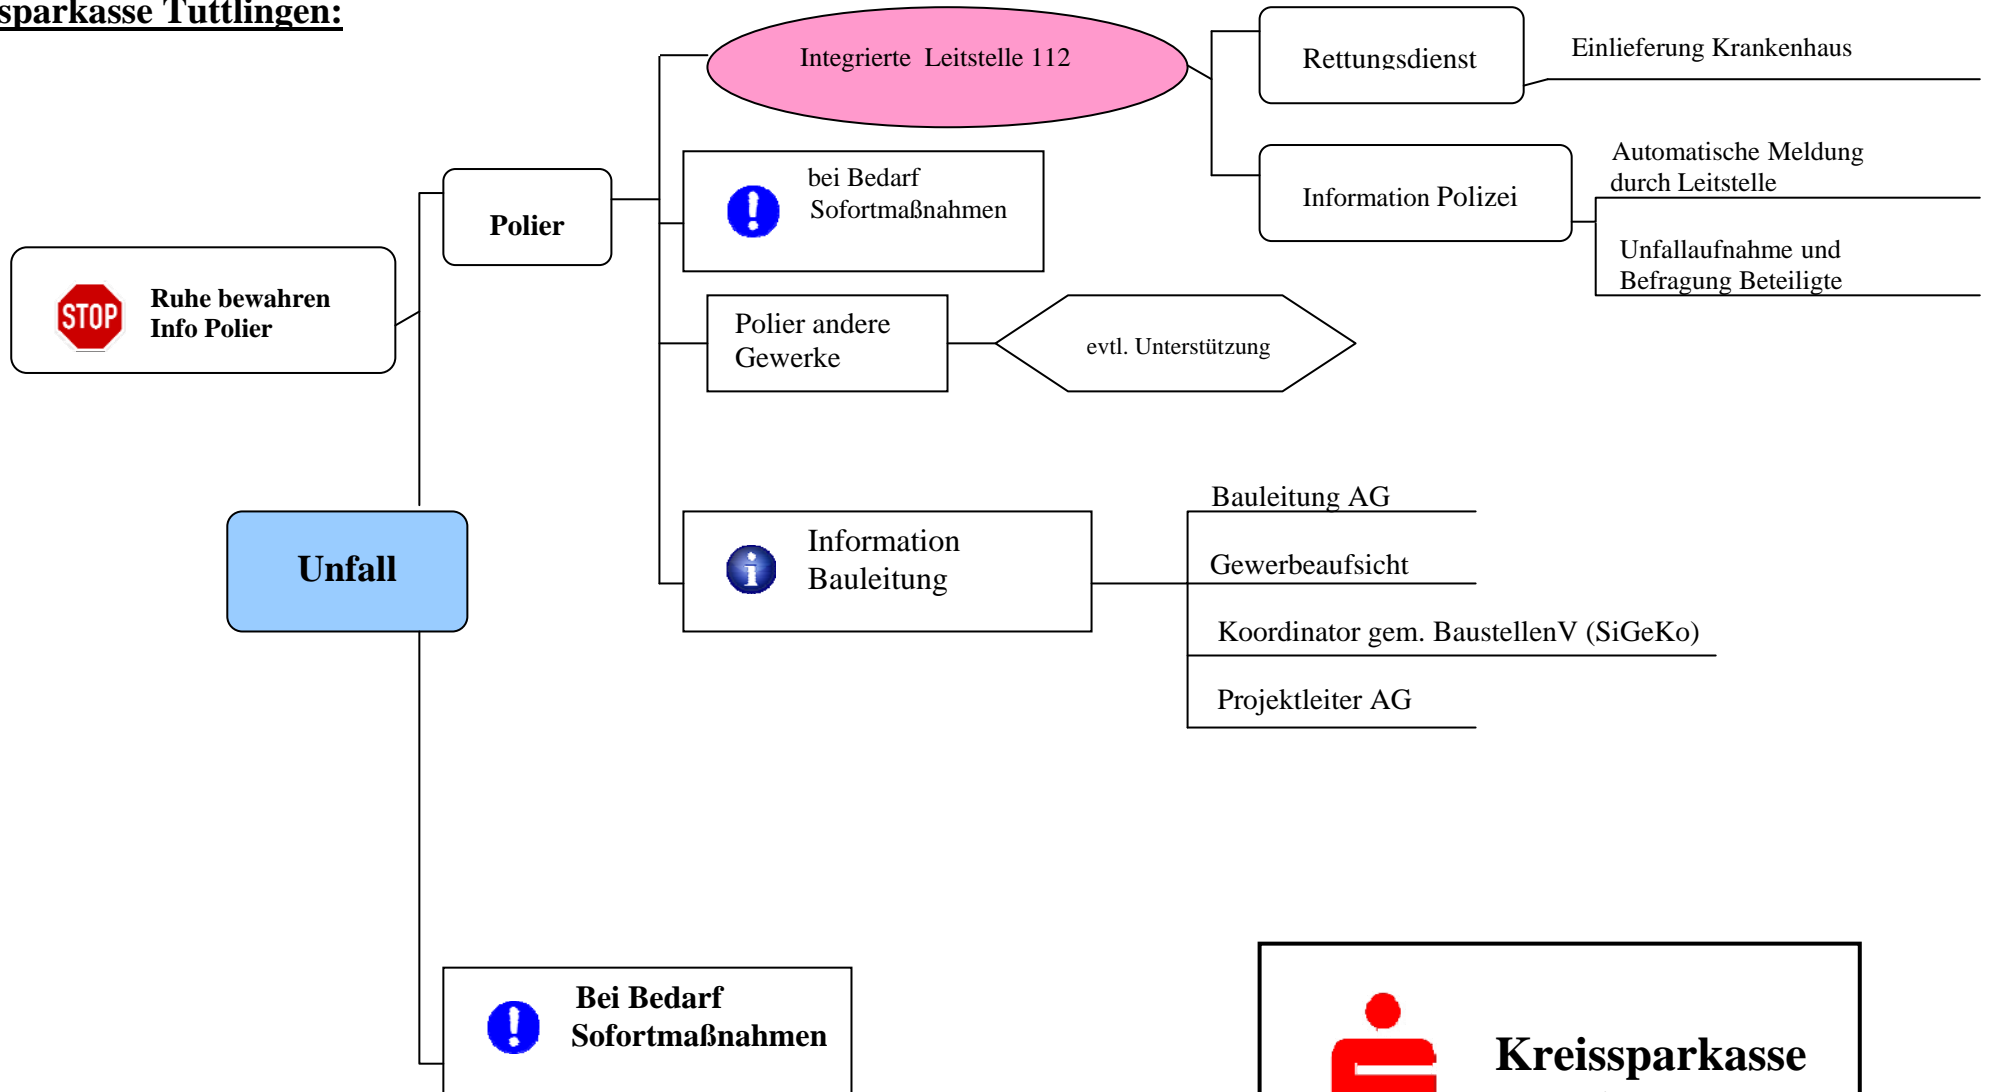 sparkasse Tuttlingen:
Integrierte Leitstelle 112
Rettungsdienst
Einlieferung Krankenhaus
bei Bedarf
Sofortmaßnahmen
Information Polizei
Automatische Meldung
durch Leitstelle
Unfallaufnahme und
Befragung Beteiligte
Polier
STOP
Ruhe bewahren
Info Polier
Polier andere
Gewerke
evtl. Unterstützung
Unfall
Information
Bauleitung
Bauleitung AG
Gewerbeaufsicht
Koordinator gem. BaustellenV (SiGeKo)
Projektleiter AG
Bei Bedarf
Sofortmaßnahmen
Kreissparkasse